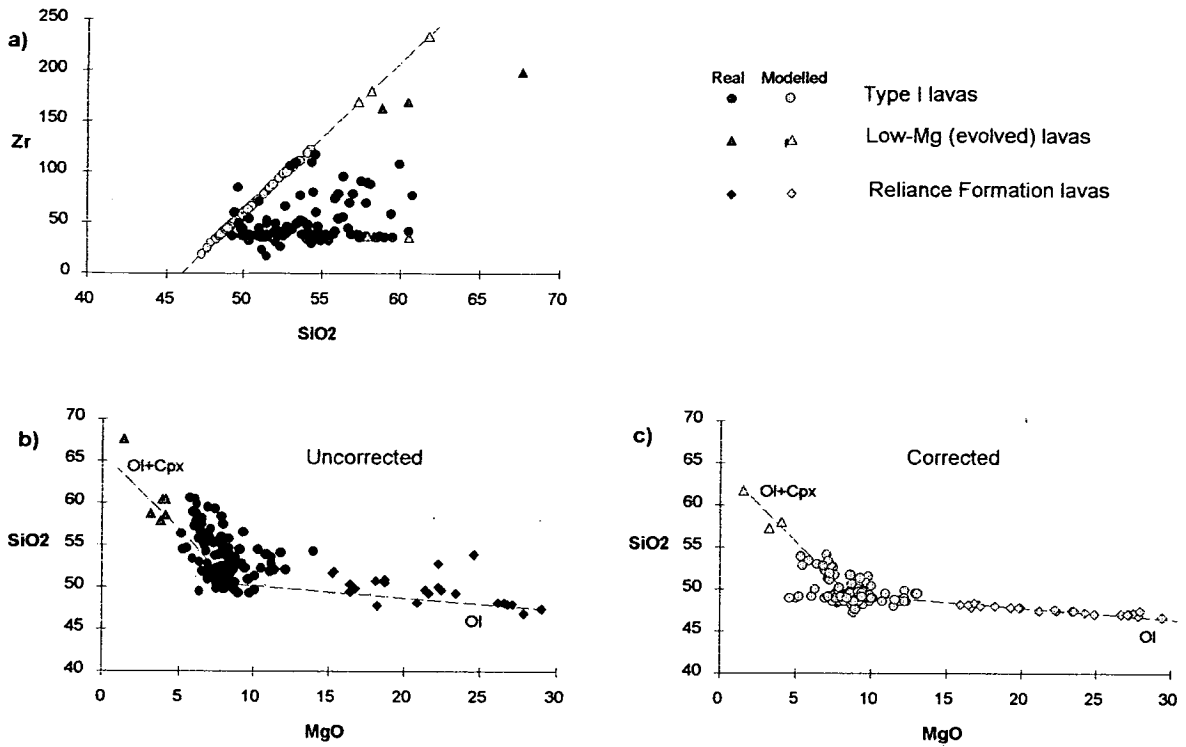 a)
250
200
150
100
50
0
Zr
40 45 50 55 60 65 70
SiO2
Real Modelled
Type I lavas
Low-Mg (evolved) lavas
Reliance Formation lavas
b)
70
65
60
55
50
45
40
SiO2
Ol+Cpx
Uncorrected
Ol
0 5 10 15 20 25 30
MgO
c)
70
65
60
55
50
45
40
SiO2
Ol+Cpx
Corrected
Ol
0 5 10 15 20 25 30
MgO